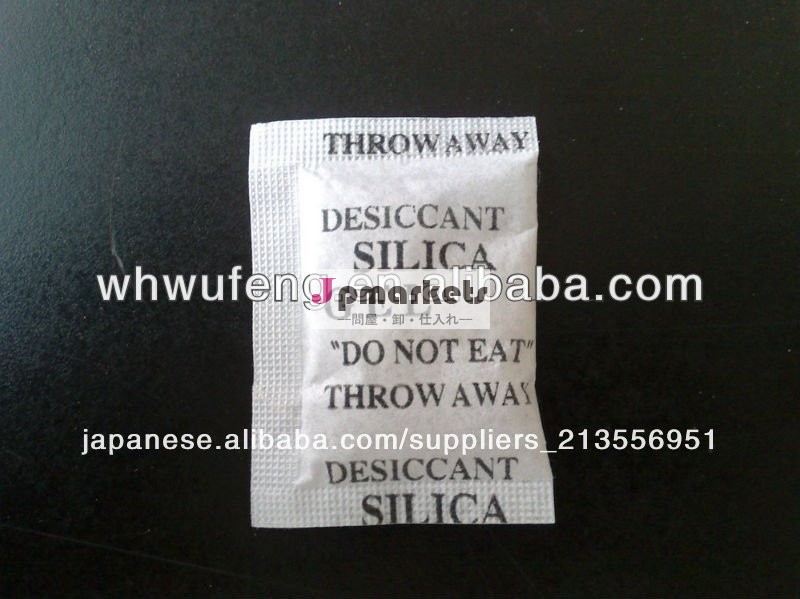 THROW AWAY
DESICCANT
SILICA
whwufeng.en.alibaba.com
Jpmarkets
GEL
—問屋・卸・仕入れ—
"DO NOT EAT"
THROW AWAY
japanese.alibaba.com/suppliers_213556951
DESICCANT
SILICA